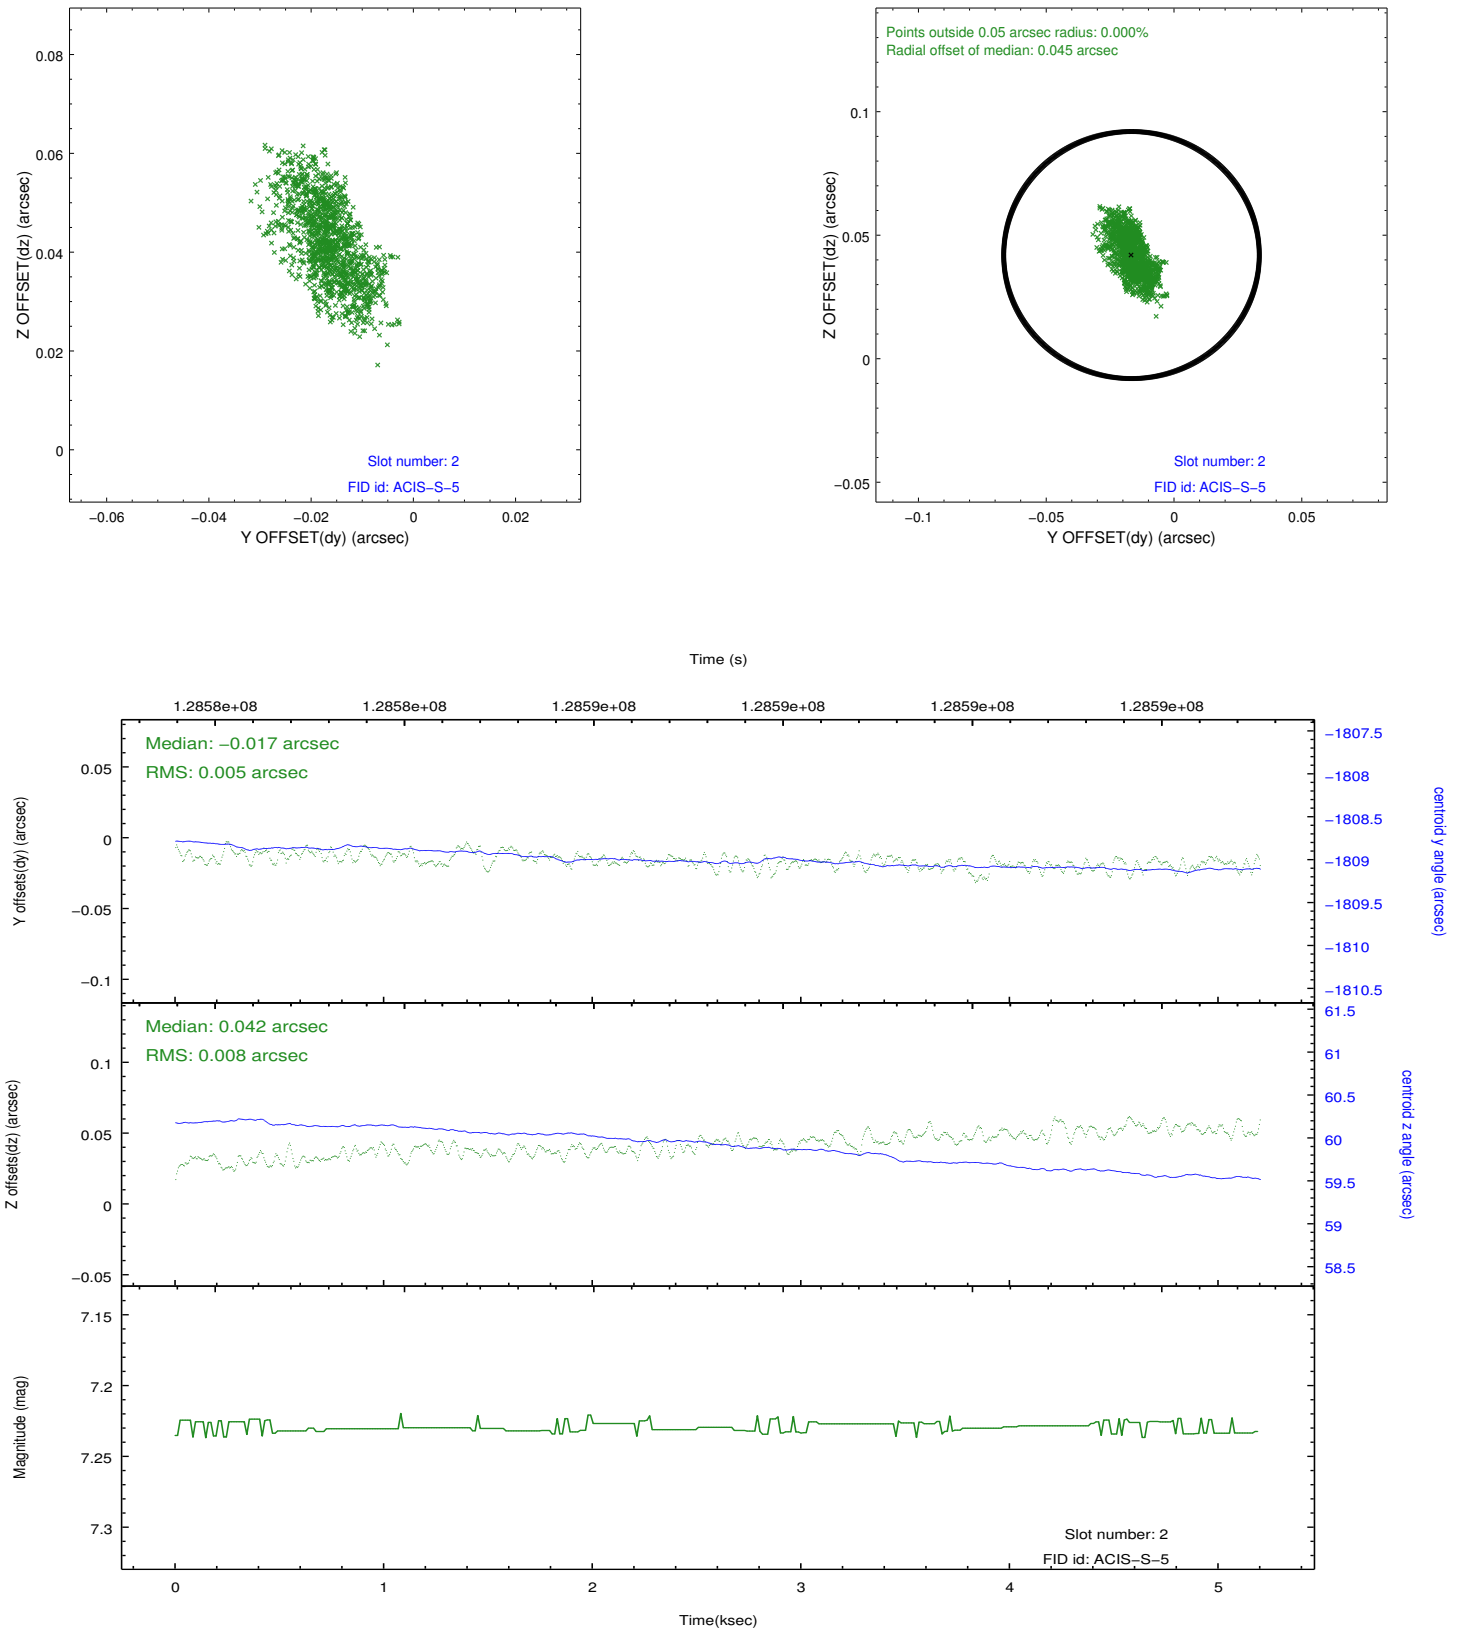 0.08
0.06
0.04
0.02
0
Z OFFSET(dz) (arcsec)
Slot number: 2
FID id: ACIS−S−5
−0.06
−0.04
−0.02
0
0.02
Y OFFSET(dy) (arcsec)
Points outside 0.05 arcsec radius: 0.000%
Radial offset of median: 0.045 arcsec
0.1
0.05
0
−0.05
Z OFFSET(dz) (arcsec)
Slot number: 2
FID id: ACIS−S−5
−0.1
−0.05
0
0.05
Y OFFSET(dy) (arcsec)
Time (s)
1.2858e+08
1.2858e+08
1.2859e+08
1.2859e+08
1.2859e+08
1.2859e+08
Median: −0.017 arcsec
RMS: 0.005 arcsec
0.05
0
−0.05
−0.1
Y offsets(dy) (arcsec)
−1807.5
−1808
−1808.5
−1809
−1809.5
−1810
−1810.5
centroid y angle (arcsec)
Median: 0.042 arcsec
RMS: 0.008 arcsec
0.1
0.05
0
−0.05
Z offsets(dz) (arcsec)
61.5
61
60.5
60
59.5
59
58.5
centroid z angle (arcsec)
7.15
7.2
7.25
7.3
Magnitude (mag)
Slot number: 2
FID id: ACIS−S−5
0
1
2
3
4
5
Time(ksec)